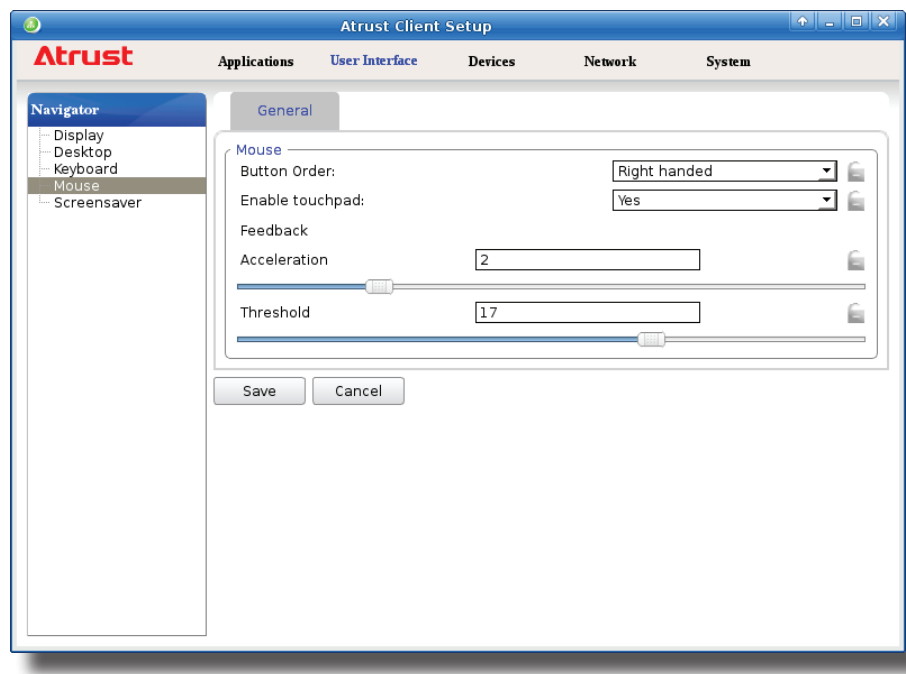 Atrust Client Setup
Atrust
Applications User Interface Devices Network System
Navigator
Display
Desktop
Keyboard
Mouse
Screensaver
General
Mouse
Button Order: Right handed
Enable touchpad: Yes
Feedback
Acceleration 2
Threshold 17
Save Cancel